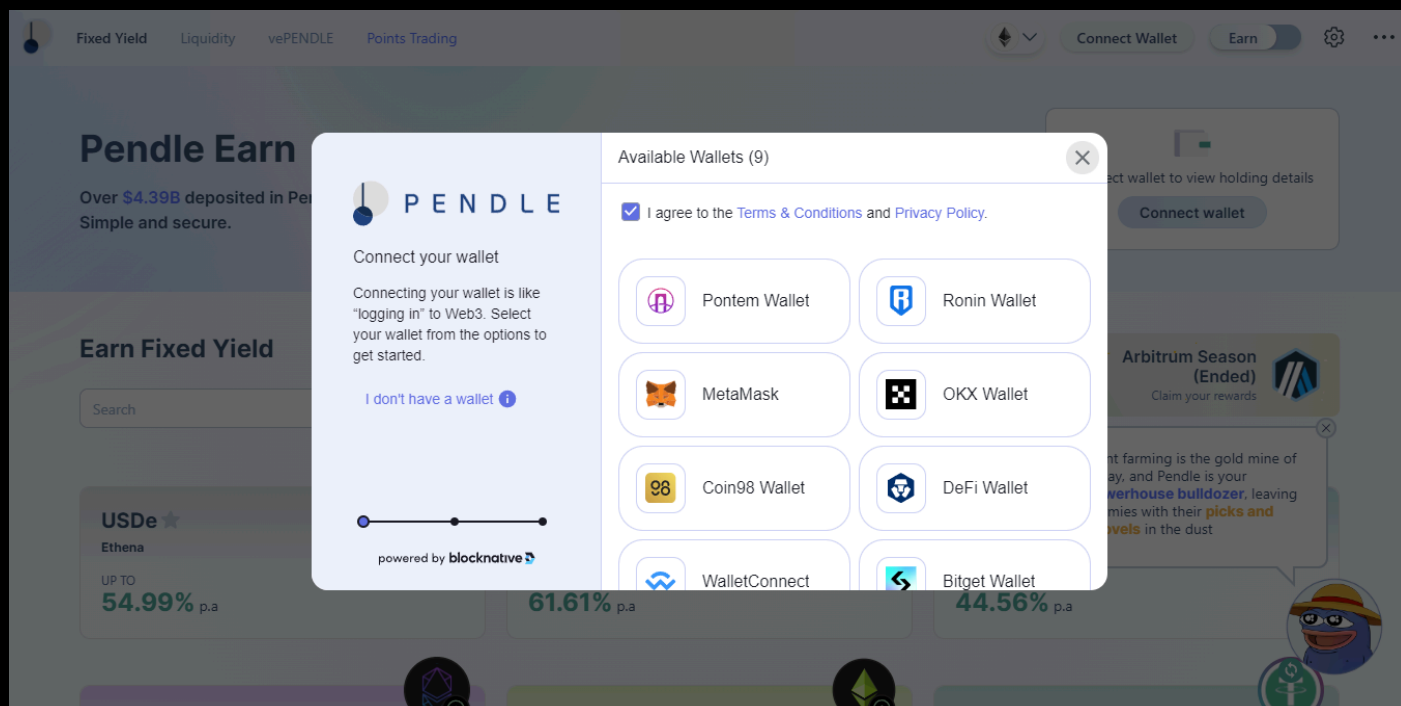 Fixed Yield
Liquidity
vePENDLE
Points Trading
Connect Wallet
Earn
Pendle Earn
Over $4.39B deposited in Pe
Simple and secure.
ct wallet to view holding details
Connect wallet
Earn Fixed Yield
Search
Arbitrum Season
(Ended)
Claim your rewards
nt farming is the gold mine of
ay, and Pendle is your
werhouse bulldozer, leaving
mies with their picks and
vels in the dust
USDe
Ethena
UP TO
54.99% p.a
61.61% p.a
44.56% p.a
PENDLE
Connect your wallet
Connecting your wallet is like
“logging in” to Web3. Select
your wallet from the options to
get started.
I don't have a wallet
powered by blocknative
Available Wallets (9)
I agree to the Terms & Conditions and Privacy Policy.
Pontem Wallet
Ronin Wallet
MetaMask
OKX Wallet
98
Coin98 Wallet
DeFi Wallet
WalletConnect
Bitget Wallet